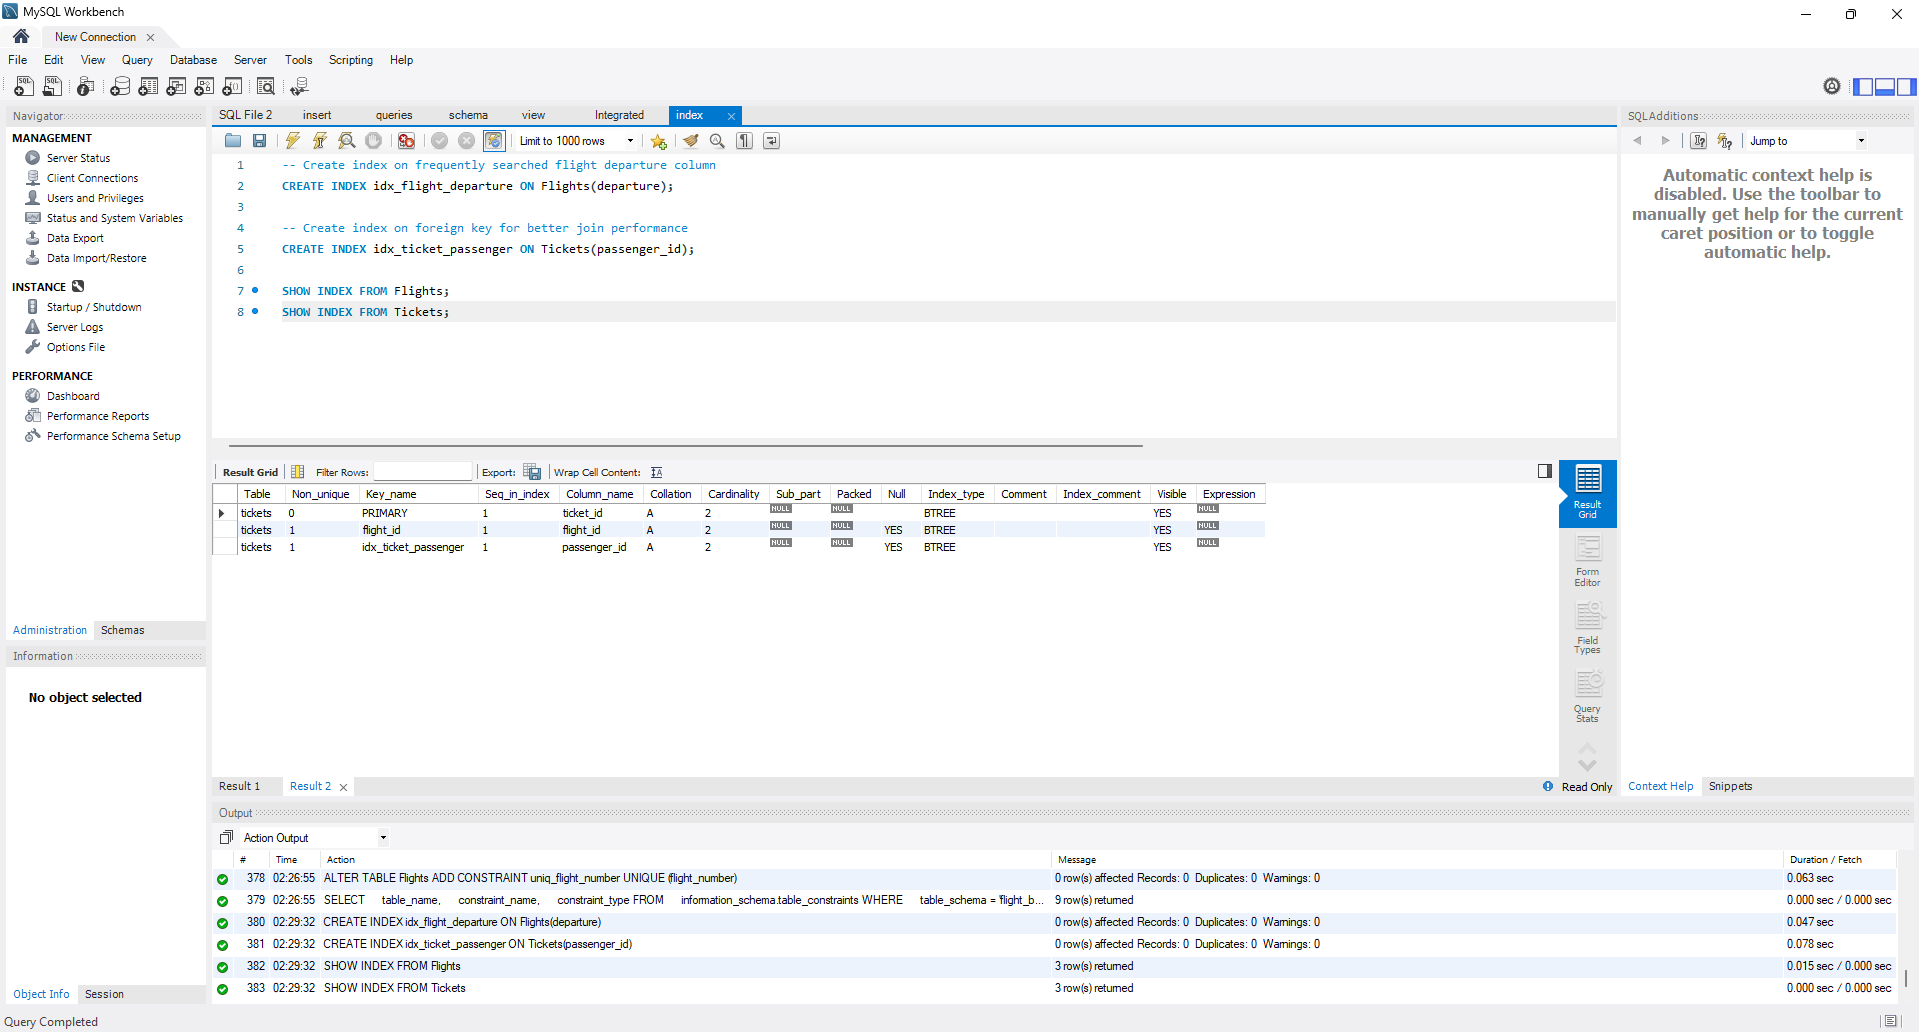 MySQL Workbench
New Connection
File Edit View Query Database Server Tools Scripting Help
Navigator
MANAGEMENT
Server Status
Client Connections
Users and Privileges
Status and System Variables
Data Export
Data Import/Restore
INSTANCE
Startup / Shutdown
Server Logs
Options File
PERFORMANCE
Dashboard
Performance Reports
Performance Schema Setup
Administration Schemas
Information
No object selected
Object Info Session
Query Completed
SQL File 2 insert queries schema view Integrated index
Limit to 1000 rows
1 -- Create index on frequently searched flight departure column
2 CREATE INDEX idx_flight_departure ON Flights(departure);
3
4 -- Create index on foreign key for better join performance
5 CREATE INDEX idx_ticket_passenger ON Tickets(passenger_id);
6
7 SHOW INDEX FROM Flights;
8 SHOW INDEX FROM Tickets;
Result Grid Filter Rows: Export: Wrap Cell Content:
Table Non_unique Key_name Seq_in_index Column_name Collation Cardinality Sub_part Packed Null Index_type Comment Index_comment Visible Expression
tickets 0 PRIMARY 1 ticket_id A 2 NULL NULL BTREE YES NULL
tickets 1 flight_id 1 flight_id A 2 NULL NULL YES BTREE YES NULL
tickets 1 idx_ticket_passenger 1 passenger_id A 2 NULL NULL YES BTREE YES NULL
Result
Grid
Form
Editor
Field
Types
Query
Stats
Result 1 Result 2 Read Only
Output
Action Output
# Time Action Message Duration / Fetch
378 02:26:55 ALTER TABLE Flights ADD CONSTRAINT uniq_flight_number UNIQUE (flight_number) 0 row(s) affected Records: 0 Duplicates: 0 Warnings: 0 0.063 sec
379 02:26:55 SELECT table_name, constraint_name, constraint_type FROM information_schema.table_constraints WHERE table_schema = 'flight_b... 9 row(s) returned 0.000 sec / 0.000 sec
380 02:29:32 CREATE INDEX idx_flight_departure ON Flights(departure) 0 row(s) affected Records: 0 Duplicates: 0 Warnings: 0 0.047 sec
381 02:29:32 CREATE INDEX idx_ticket_passenger ON Tickets(passenger_id) 0 row(s) affected Records: 0 Duplicates: 0 Warnings: 0 0.078 sec
382 02:29:32 SHOW INDEX FROM Flights 3 row(s) returned 0.015 sec / 0.000 sec
383 02:29:32 SHOW INDEX FROM Tickets 3 row(s) returned 0.000 sec / 0.000 sec
SQLAdditions
Jump to
Automatic context help is
disabled. Use the toolbar to
manually get help for the current
caret position or to toggle
automatic help.
Context Help Snippets